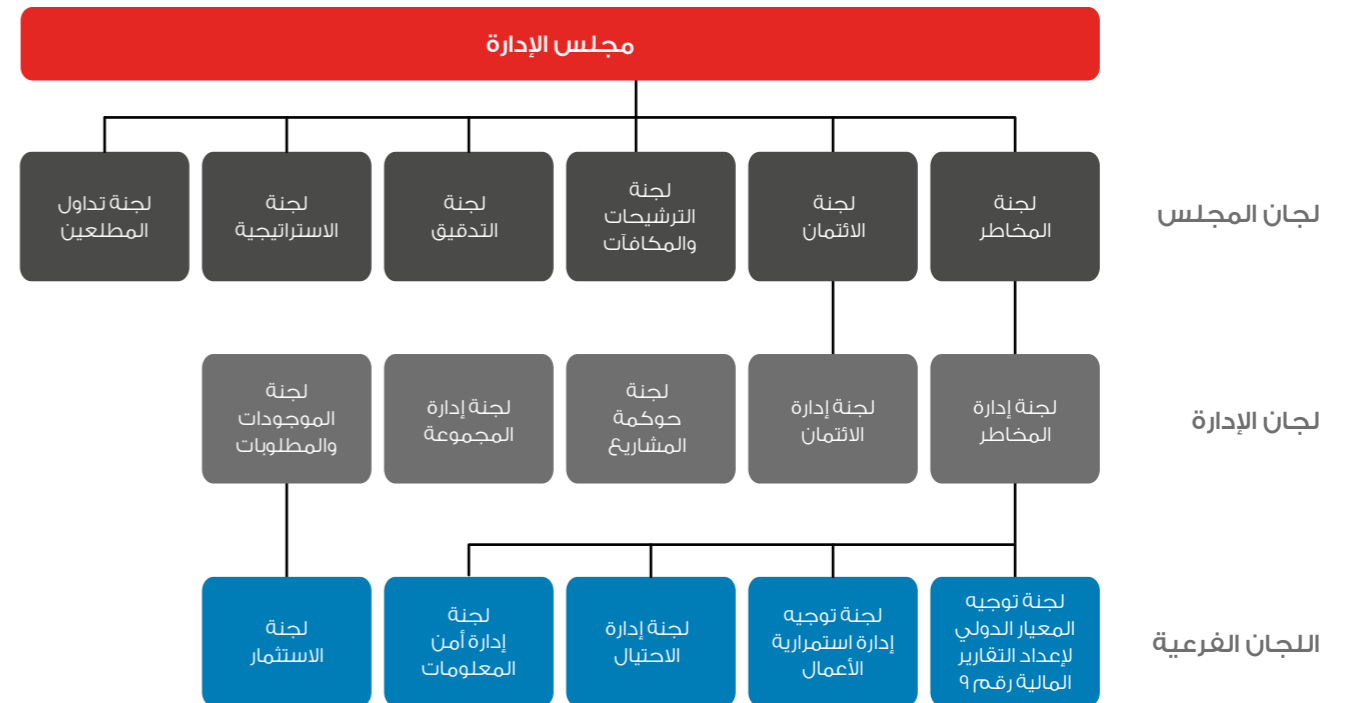 مجلس الإدارة
لجان المجلس
لجنة
المخاطر
لجنة
الائتمان
لجنة
الترشيحات
والمكافآت
لجنة
التدقيق
لجنة
الاستراتيجية
لجنة تداول
المطلعين
لجان الإدارة
لجنة إدارة
المخاطر
لجنة إدارة
الائتمان
لجنة
حوكمة
المشاريع
لجنة إدارة
المجموعة
لجنة
الموجودات
والمطلوبات
اللجان الفرعية
لجنة توجيه
المعيار الدولي
لإعداد التقارير
المالية رقم ٩
لجنة توجيه
إدارة استمرارية
الأعمال
لجنة إدارة
الاحتيال
لجنة
إدارة أمن
المعلومات
لجنة
الاستثمار